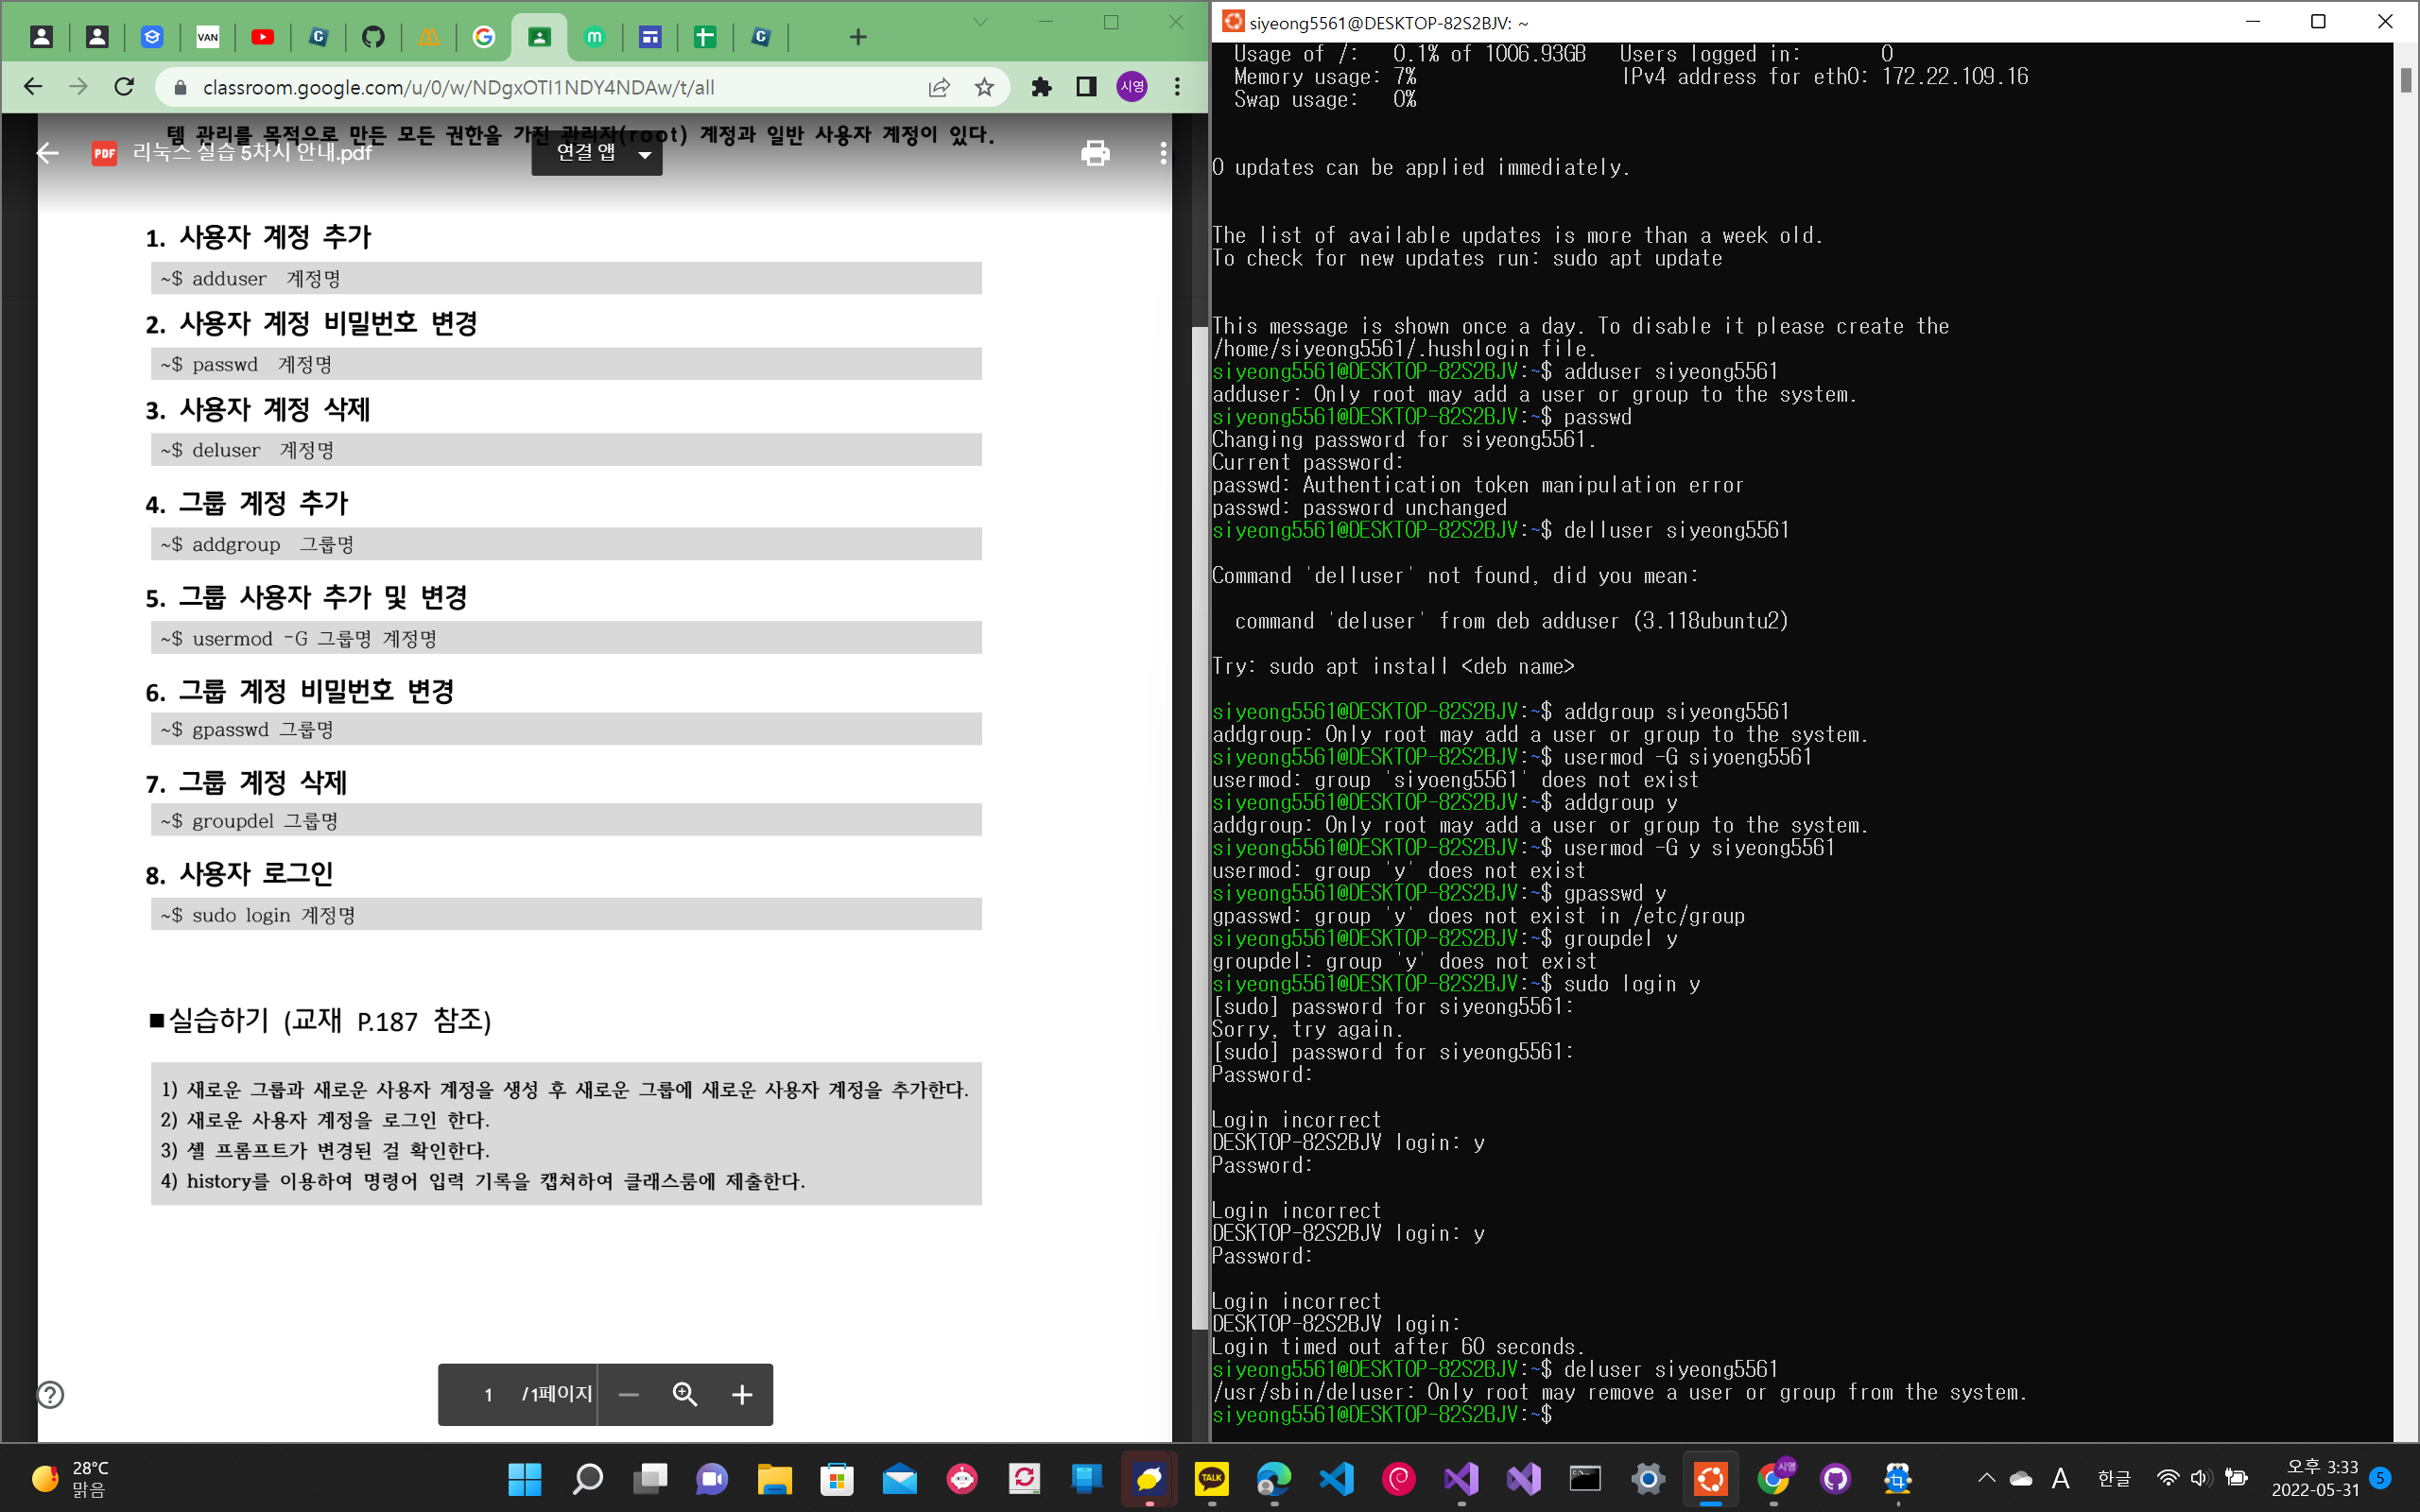 VAN
classroom.google.com/u/0/w/NDgxOTI1NDY4NDAw/t/all
시영
템 관리를 목적으로 만든 모든 권한을 가진 관리자(root) 계정과 일반 사용자 계정이 있다.
PDF 리눅스 실습 5차시 안내.pdf
연결 앱
1. 사용자 계정 추가
~$ adduser 계정명
2. 사용자 계정 비밀번호 변경
~$ passwd 계정명
3. 사용자 계정 삭제
~$ deluser 계정명
4. 그룹 계정 추가
~$ addgroup 그룹명
5. 그룹 사용자 추가 및 변경
~$ usermod -G 그룹명 계정명
6. 그룹 계정 비밀번호 변경
~$ gpasswd 그룹명
7. 그룹 계정 삭제
~$ groupdel 그룹명
8. 사용자 로그인
~$ sudo login 계정명
■실습하기 (교재 P.187 참조)
1) 새로운 그룹과 새로운 사용자 계정을 생성 후 새로운 그룹에 새로운 사용자 계정을 추가한다.
2) 새로운 사용자 계정을 로그인 한다.
3) 셸 프롬프트가 변경된 걸 확인한다.
4) history를 이용하여 명령어 입력 기록을 캡쳐하여 클래스룸에 제출한다.
1 /1페이지
siyeong5561@DESKTOP-82S2BJV: ~
Usage of /: 0.1% of 1006.93GB Users logged in: 0
Memory usage: 7% IPv4 address for eth0: 172.22.109.16
Swap usage: 0%
0 updates can be applied immediately.
The list of available updates is more than a week old.
To check for new updates run: sudo apt update
This message is shown once a day. To disable it please create the
/home/siyeong5561/.hushlogin file.
siyeong5561@DESKTOP-82S2BJV:~$ adduser siyeong5561
adduser: Only root may add a user or group to the system.
siyeong5561@DESKTOP-82S2BJV:~$ passwd
Changing password for siyeong5561.
Current password:
passwd: Authentication token manipulation error
passwd: password unchanged
siyeong5561@DESKTOP-82S2BJV:~$ delluser siyeong5561
Command 'delluser' not found, did you mean:
command 'deluser' from deb adduser (3.118ubuntu2)
Try: sudo apt install <deb name>
siyeong5561@DESKTOP-82S2BJV:~$ addgroup siyeong5561
addgroup: Only root may add a user or group to the system.
siyeong5561@DESKTOP-82S2BJV:~$ usermod -G siyoeng5561
usermod: group 'siyoeng5561' does not exist
siyeong5561@DESKTOP-82S2BJV:~$ addgroup y
addgroup: Only root may add a user or group to the system.
siyeong5561@DESKTOP-82S2BJV:~$ usermod -G y siyeong5561
usermod: group 'y' does not exist
siyeong5561@DESKTOP-82S2BJV:~$ gpasswd y
gpasswd: group 'y' does not exist in /etc/group
siyeong5561@DESKTOP-82S2BJV:~$ groupdel y
groupdel: group 'y' does not exist
siyeong5561@DESKTOP-82S2BJV:~$ sudo login y
[sudo] password for siyeong5561:
Sorry, try again.
[sudo] password for siyeong5561:
Password:
Login incorrect
DESKTOP-82S2BJV login: y
Password:
Login incorrect
DESKTOP-82S2BJV login: y
Password:
Login incorrect
DESKTOP-82S2BJV login:
Login timed out after 60 seconds.
siyeong5561@DESKTOP-82S2BJV:~$ deluser siyeong5561
/usr/sbin/deluser: Only root may remove a user or group from the system.
siyeong5561@DESKTOP-82S2BJV:~$
28°C
맑음
TALK
시영
A 한글
오후 3:33
2022-05-31
5